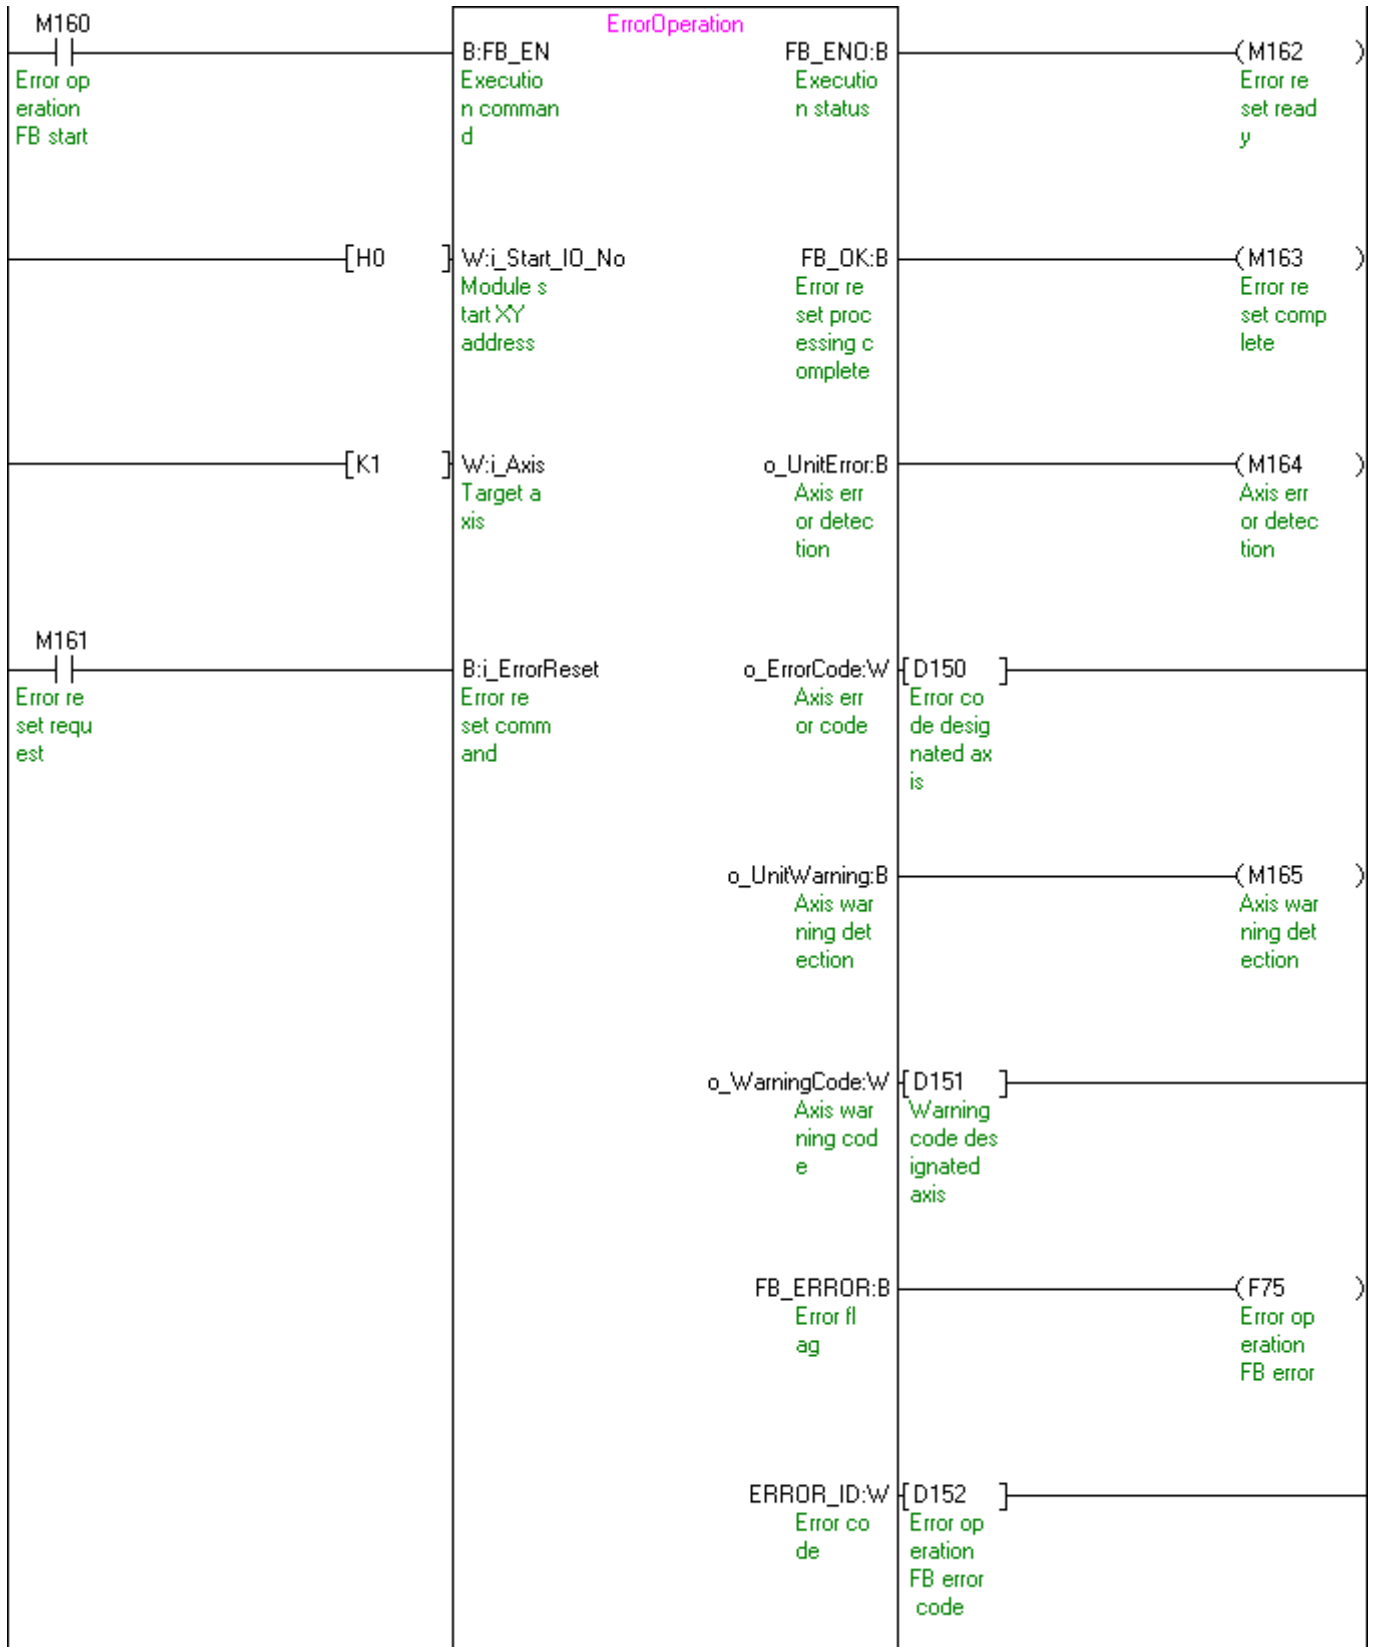 M160
ErrorOperation
B:FB_EN
FB_ENO:B
(M162 )
Error op
eration
FB start
Executio
n comman
d
Executio
n status
Error re
set read
y
[H0 ]
W:i_Start_IO_No
FB_OK:B
(M163 )
Module s
tart XY
address
Error re
set proc
essing c
omplete
Error re
set comp
lete
[K1 ]
W:i_Axis
o_UnitError:B
(M164 )
Target a
xis
Axis err
or detec
tion
Axis err
or detec
tion
M161
B:i_ErrorReset
o_ErrorCode:W
[D150 ]
Error re
set requ
est
Error re
set comm
and
Axis err
or code
Error co
de desig
nated ax
is
o_UnitWarning:B
(M165 )
Axis war
ning det
ection
Axis war
ning det
ection
o_WarningCode:W
[D151 ]
Axis war
ning cod
e
Warning
code des
ignated
axis
FB_ERROR:B
(F75 )
Error fl
ag
Error op
eration
FB error
ERROR_ID:W
[D152 ]
Error co
de
Error op
eration
FB error
code